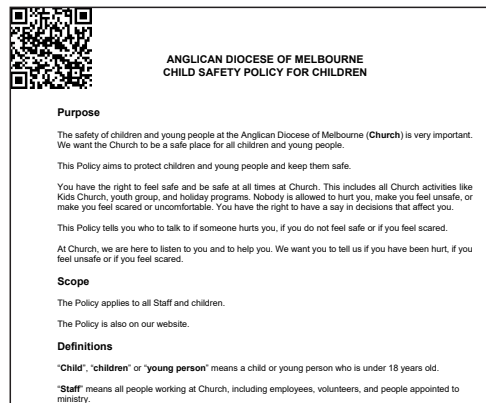 ANGLICAN DIOCESE OF MELBOURNE
CHILD SAFETY POLICY FOR CHILDREN
Purpose
The safety of children and young people at the Anglican Diocese of Melbourne (Church) is very important.
We want the Church to be a safe place for all children and young people.
This Policy aims to protect children and young people and keep them safe.
You have the right to feel safe and be safe at all times at Church. This includes all Church activities like
Kids Church, youth group, and holiday programs. Nobody is allowed to hurt you, make you feel unsafe, or
make you feel scared or uncomfortable. You have the right to have a say in decisions that affect you.
This Policy tells you who to talk to if someone hurts you, if you do not feel safe or if you feel scared.
At Church, we are here to listen to you and to help you. We want you to tell us if you have been hurt, if you
feel unsafe or if you feel scared.
Scope
The Policy applies to all Staff and children.
The Policy is also on our website.
Definitions
“Child”, “children” or “young person” means a child or young person who is under 18 years old.
“Staff” means all people working at Church, including employees, volunteers, and people appointed to
ministry.